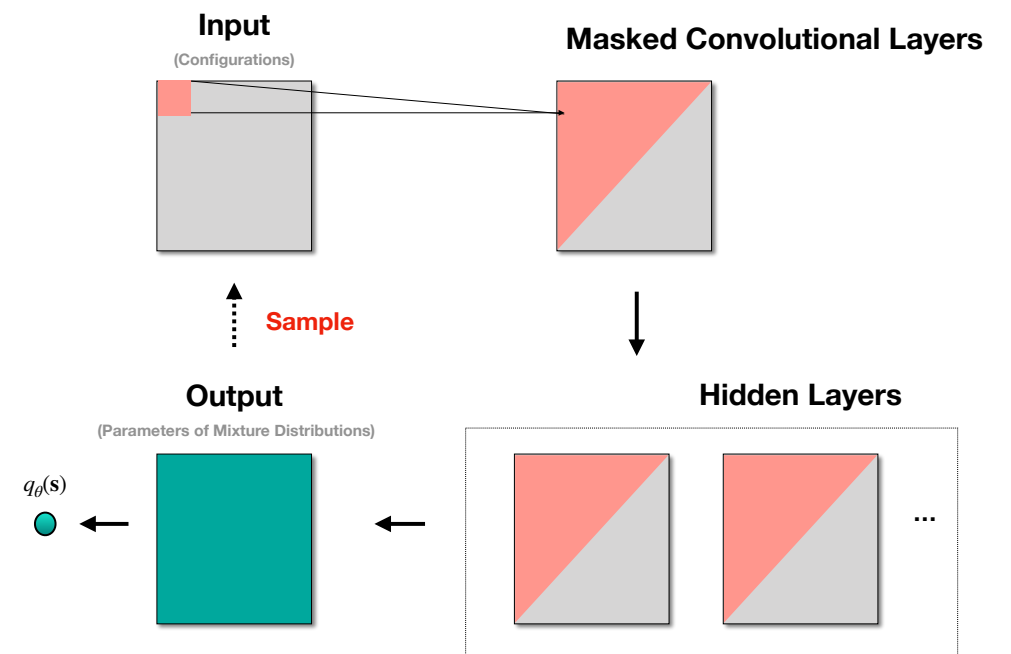 Input
(Configurations)
Masked Convolutional Layers
Sample
Output
(Parameters of Mixture Distributions)
Hidden Layers
qθ(s)
...